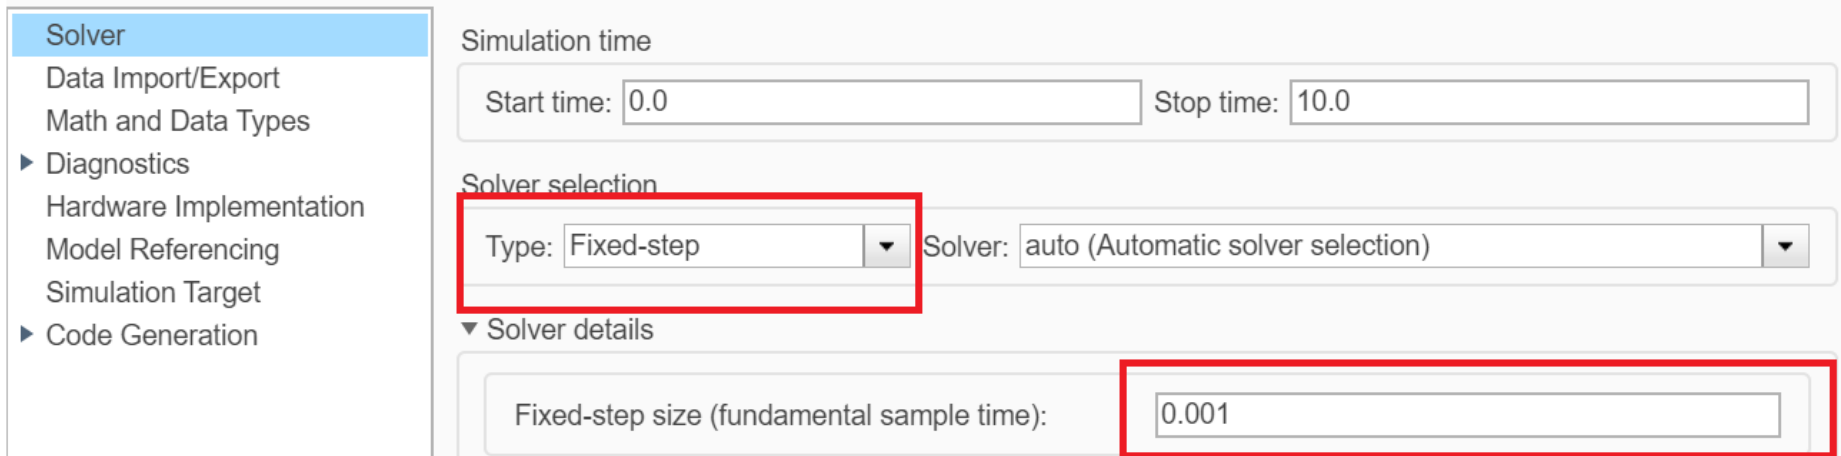 Solver
Data Import/Export
Math and Data Types
Diagnostics
Hardware Implementation
Model Referencing
Simulation Target
Code Generation
Simulation time
Start time: 0.0 Stop time: 10.0
Solver selection
Type: Fixed-step Solver: auto (Automatic solver selection)
Solver details
Fixed-step size (fundamental sample time): 0.001